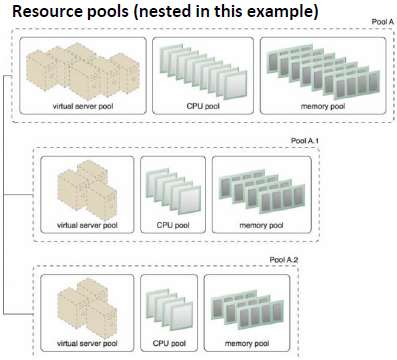 Resource pools (nested in this example)
Pool A
virtual server pool
CPU pool
memory pool
Pool A.1
virtual server pool
CPU pool
memory pool
Pool A.2
virtual server pool
CPU pool
memory pool